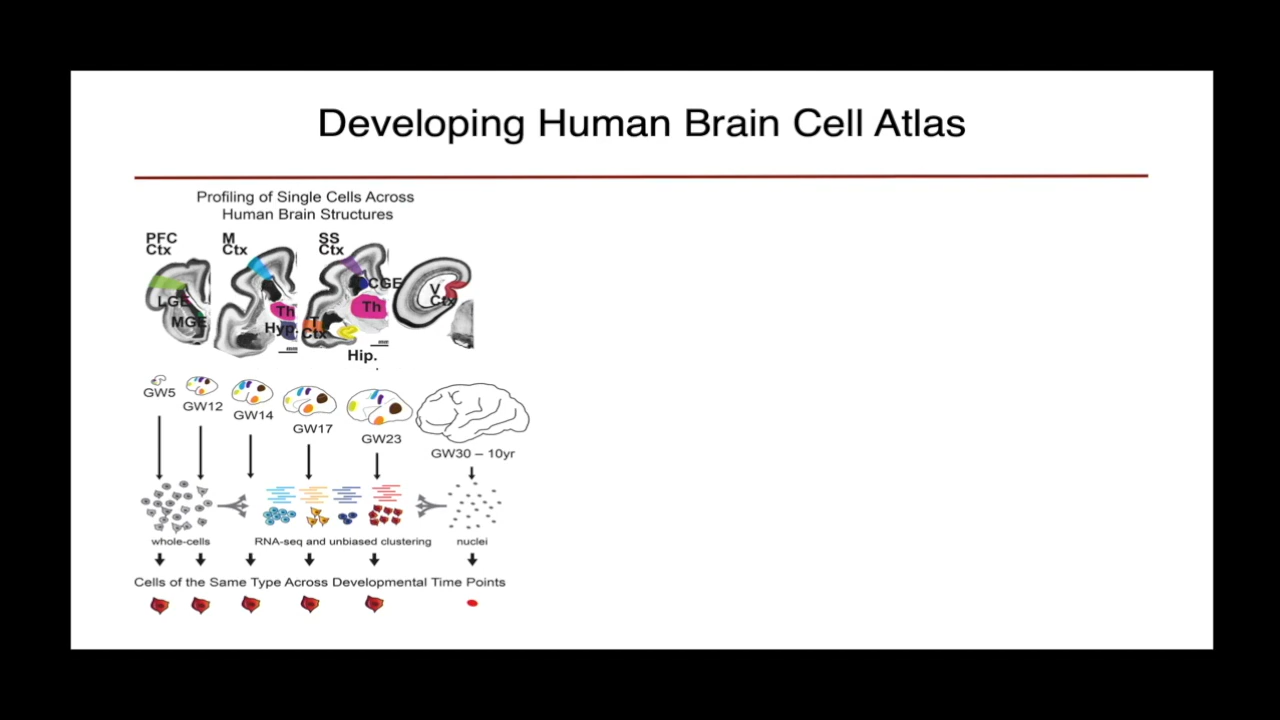 Developing Human Brain Cell Atlas
Profiling of Single Cells Across
Human Brain Structures
PFC
Ctx
M
Ctx
SS
Ctx
LGE
MGE
Th
Hyp.
CGE
Th
T
Ctx
V
Ctx
Hip.
GW5
GW12
GW14
GW17
GW23
GW30 – 10yr
whole-cells
RNA-seq and unbiased clustering
nuclei
Cells of the Same Type Across Developmental Time Points